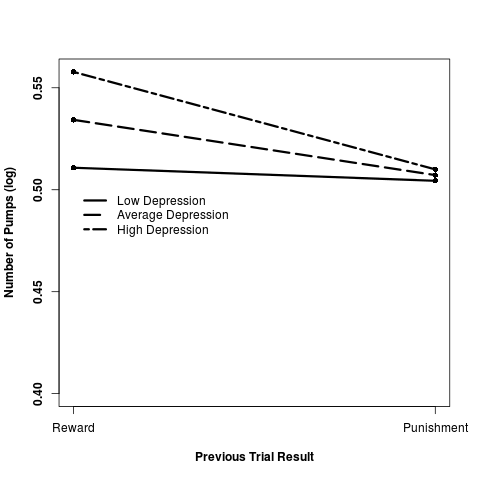 0.55
0.50
0.45
0.40
Number of Pumps (log)
Low Depression
Average Depression
High Depression
Reward Punishment
Previous Trial Result